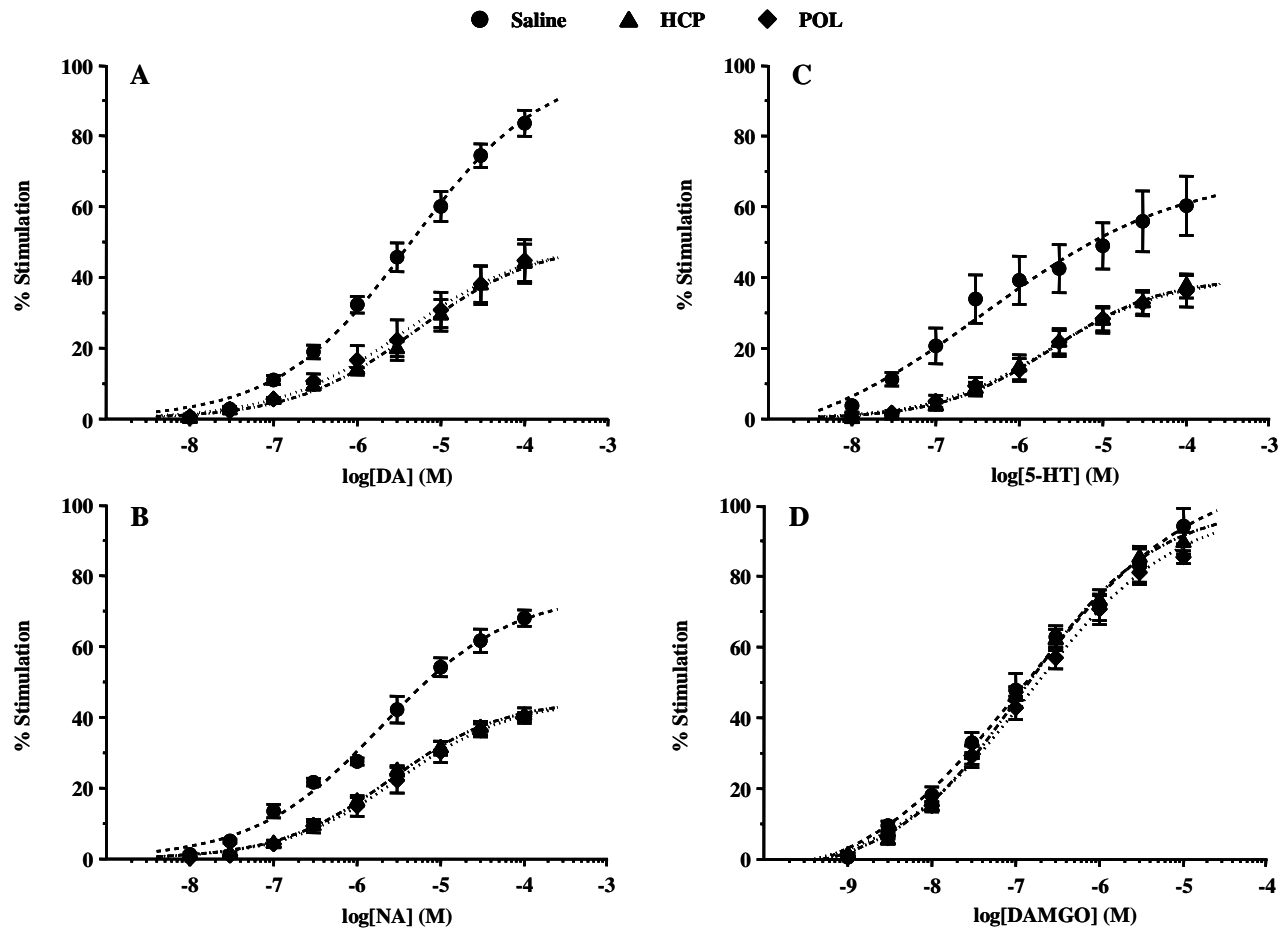 Saline HCP POL
A
100
80
60
40
20
0
% Stimulation
-8 -7 -6 -5 -4 -3
log[DA] (M)
C
100
80
60
40
20
0
% Stimulation
-8 -7 -6 -5 -4 -3
log[5-HT] (M)
B
100
80
60
40
20
0
% Stimulation
-8 -7 -6 -5 -4 -3
log[NA] (M)
D
100
80
60
40
20
0
% Stimulation
-9 -8 -7 -6 -5 -4
log[DAMGO] (M)